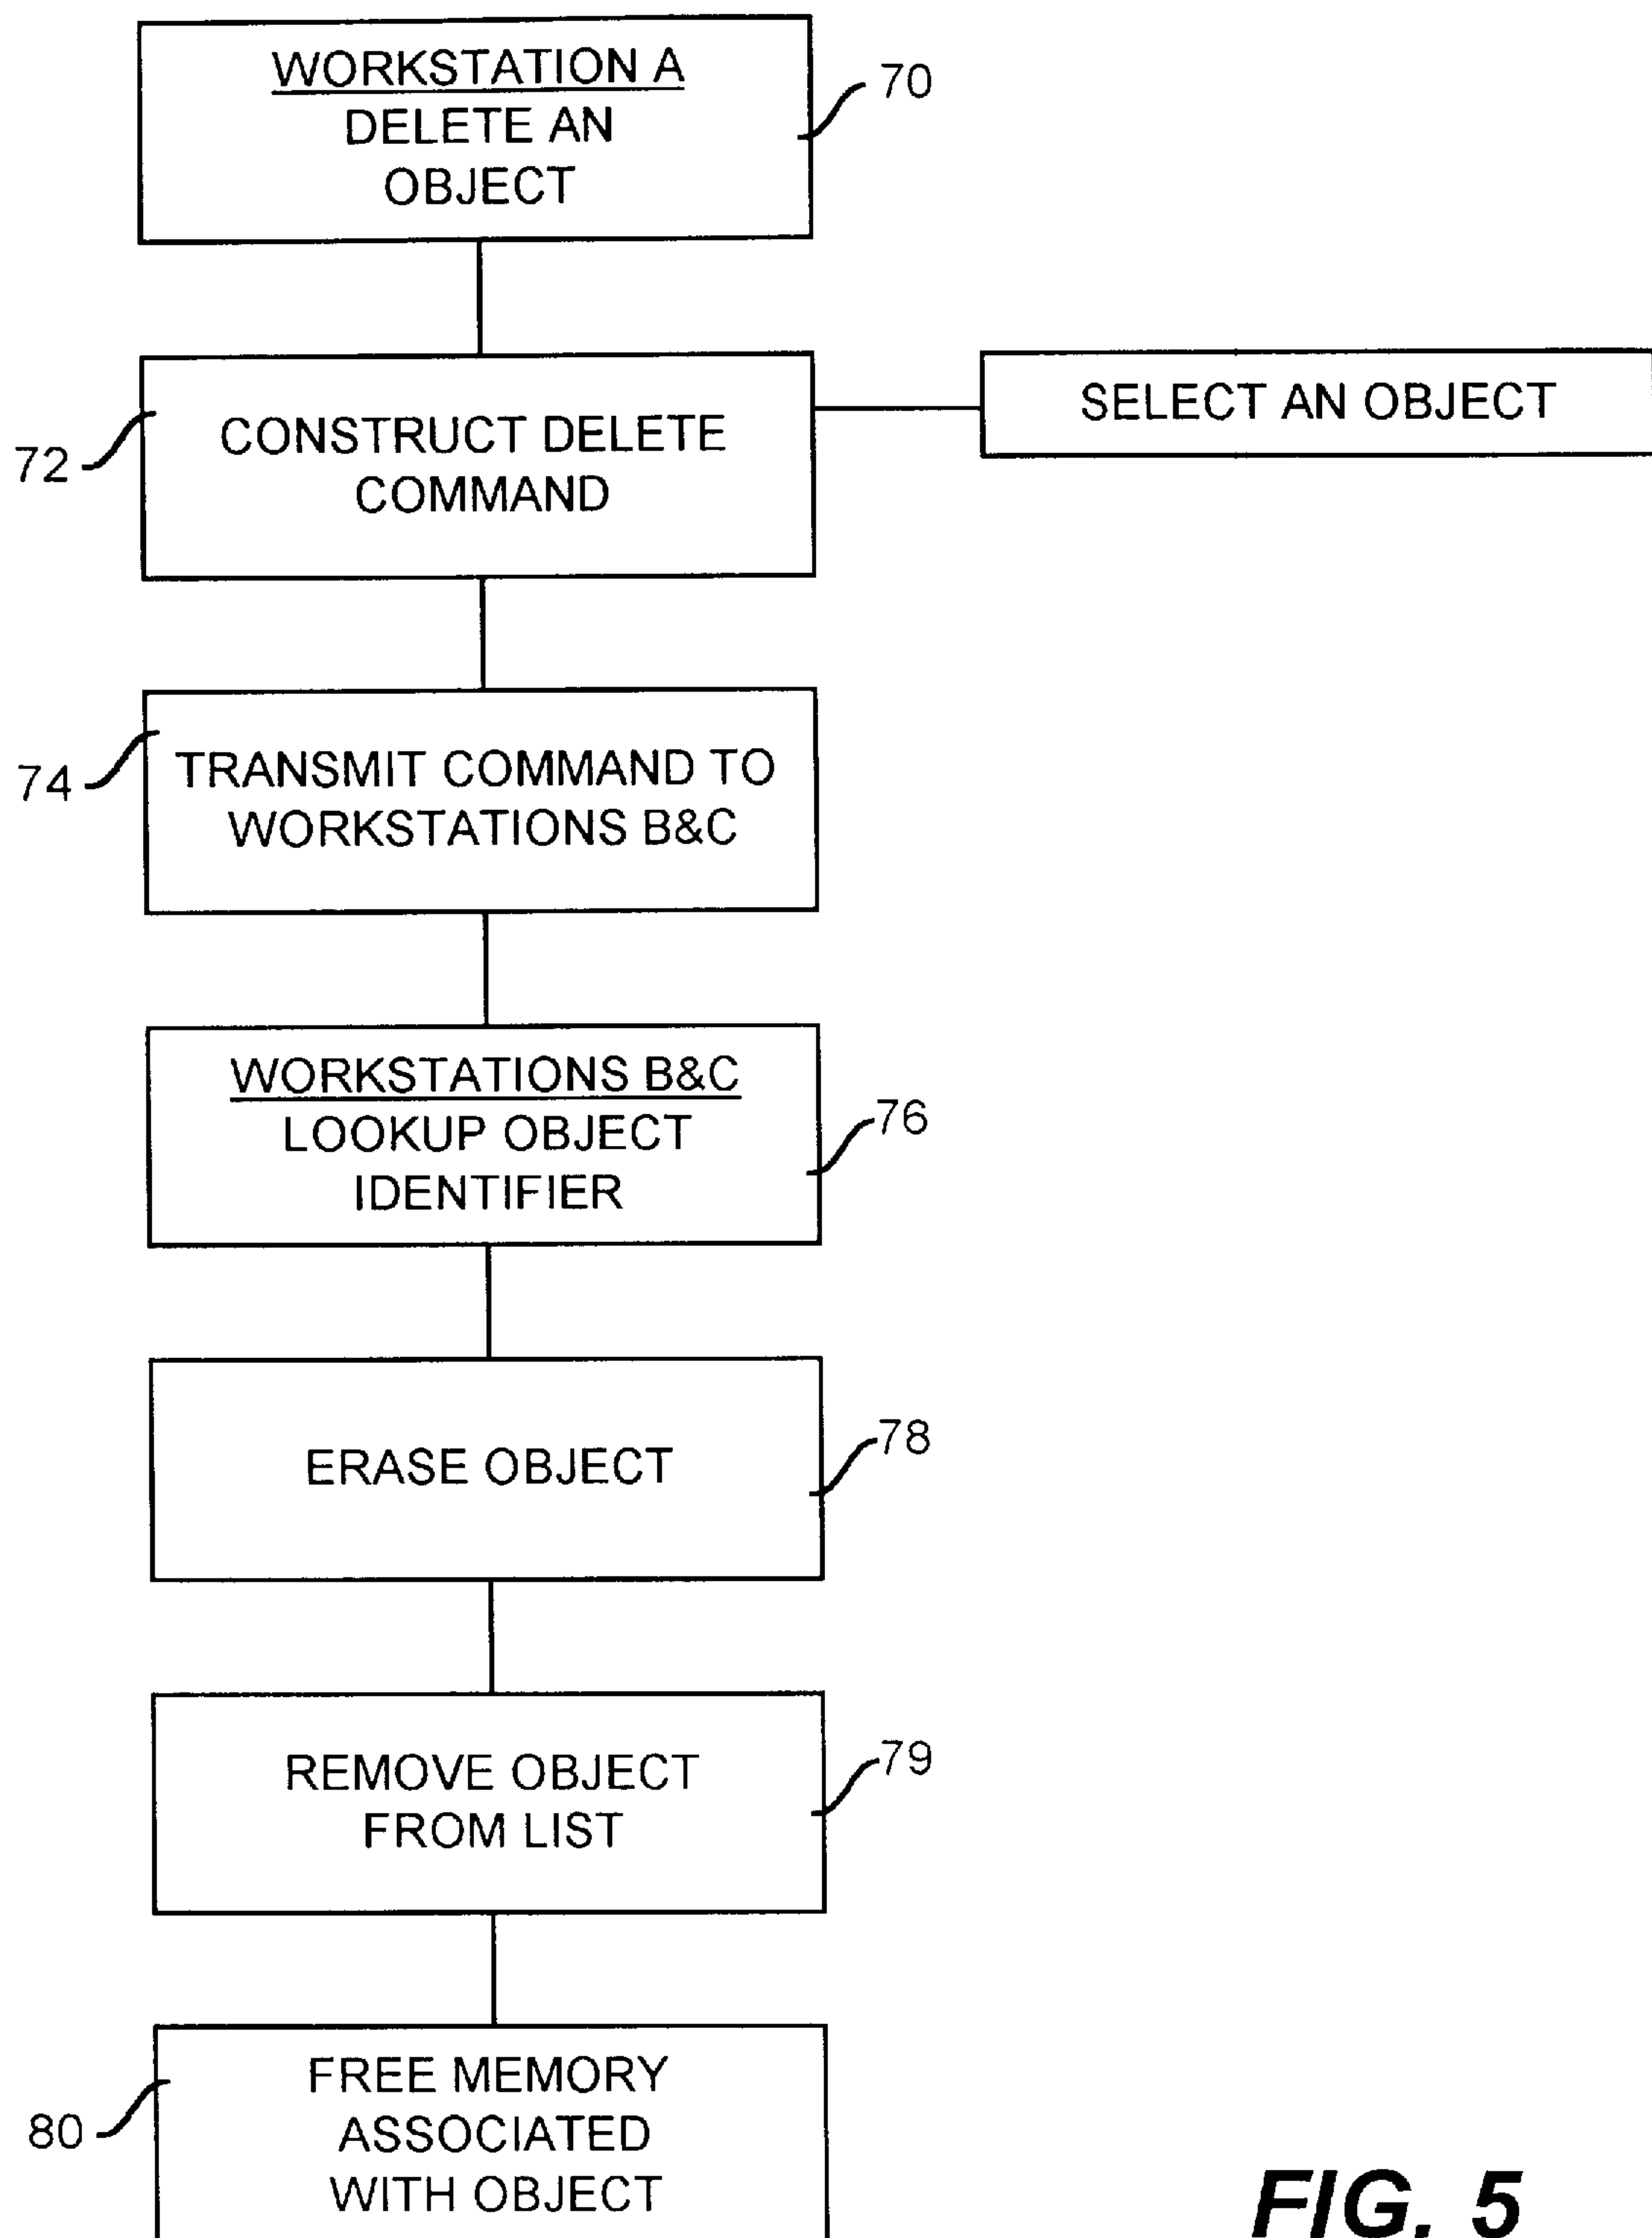 WORKSTATION A
DELETE AN
OBJECT
70
CONSTRUCT DELETE
COMMAND
72
SELECT AN OBJECT
TRANSMIT COMMAND TO
WORKSTATIONS B&C
74
WORKSTATIONS B&C
LOOKUP OBJECT
IDENTIFIER
76
ERASE OBJECT
78
REMOVE OBJECT
FROM LIST
79
FREE MEMORY
ASSOCIATED
WITH OBJECT
80
FIG. 5